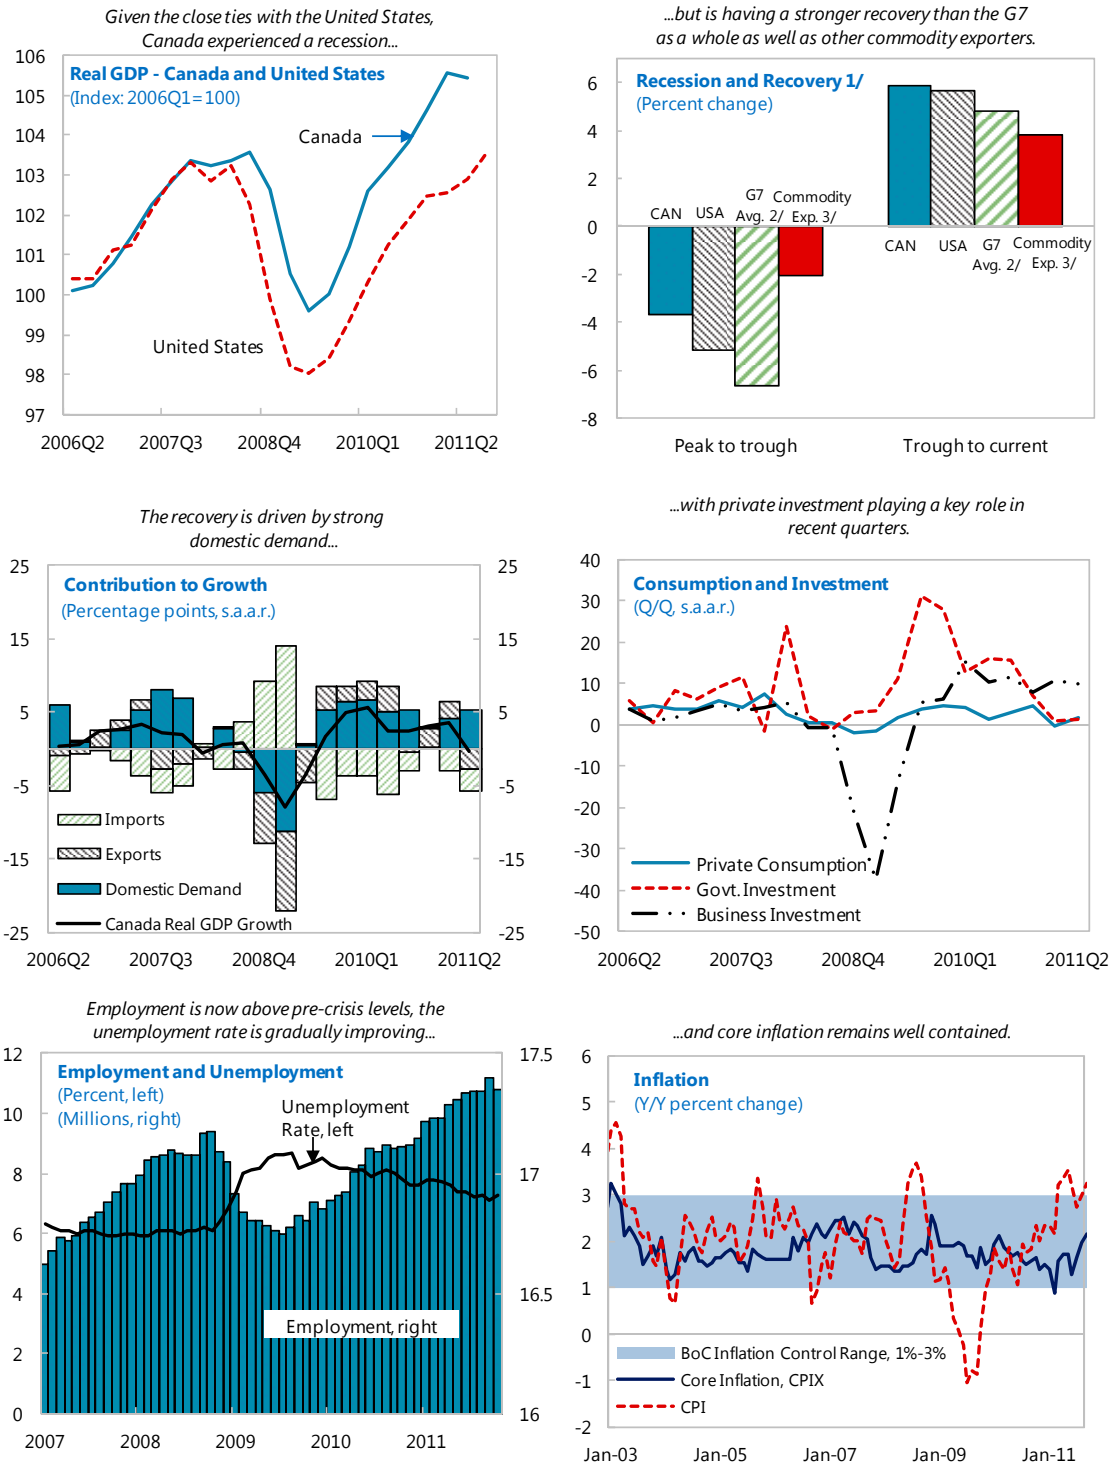 Given the close ties with the United States,
Canada experienced a recession...
106
105
104
103
102
101
100
99
98
97
Real GDP - Canada and United States
(Index: 2006Q1=100)
Canada
United States
2006Q2 2007Q3 2008Q4 2010Q1 2011Q2
...but is having a stronger recovery than the G7
as a whole as well as other commodity exporters.
6
4
2
0
-2
-4
-6
-8
Recession and Recovery 1/
(Percent change)
CAN USA G7 Avg. 2/ Commodity Exp. 3/
CAN USA G7 Avg. 2/ Commodity Exp. 3/
Peak to trough Trough to current
The recovery is driven by strong
domestic demand...
25 25
15 15
5 5
-5 -5
-15 -15
-25 -25
Contribution to Growth
(Percentage points, s.a.a.r.)
Imports
Exports
Domestic Demand
Canada Real GDP Growth
2006Q2 2007Q3 2008Q4 2010Q1 2011Q2
...with private investment playing a key role in
recent quarters.
40
30
20
10
0
-10
-20
-30
-40
-50
Consumption and Investment
(Q/Q, s.a.a.r.)
Private Consumption
Govt. Investment
Business Investment
2006Q2 2007Q3 2008Q4 2010Q1 2011Q2
Employment is now above pre-crisis levels, the
unemployment rate is gradually improving...
12
10
8
6
4
2
0
17.5
17
16.5
16
Employment and Unemployment
(Percent, left)
(Millions, right)
Unemployment
Rate, left
Employment, right
2007 2008 2009 2010 2011
...and core inflation remains well contained.
6
5
4
3
2
1
0
-1
-2
Inflation
(Y/Y percent change)
BoC Inflation Control Range, 1%-3%
Core Inflation, CPIX
CPI
Jan-03 Jan-05 Jan-07 Jan-09 Jan-11